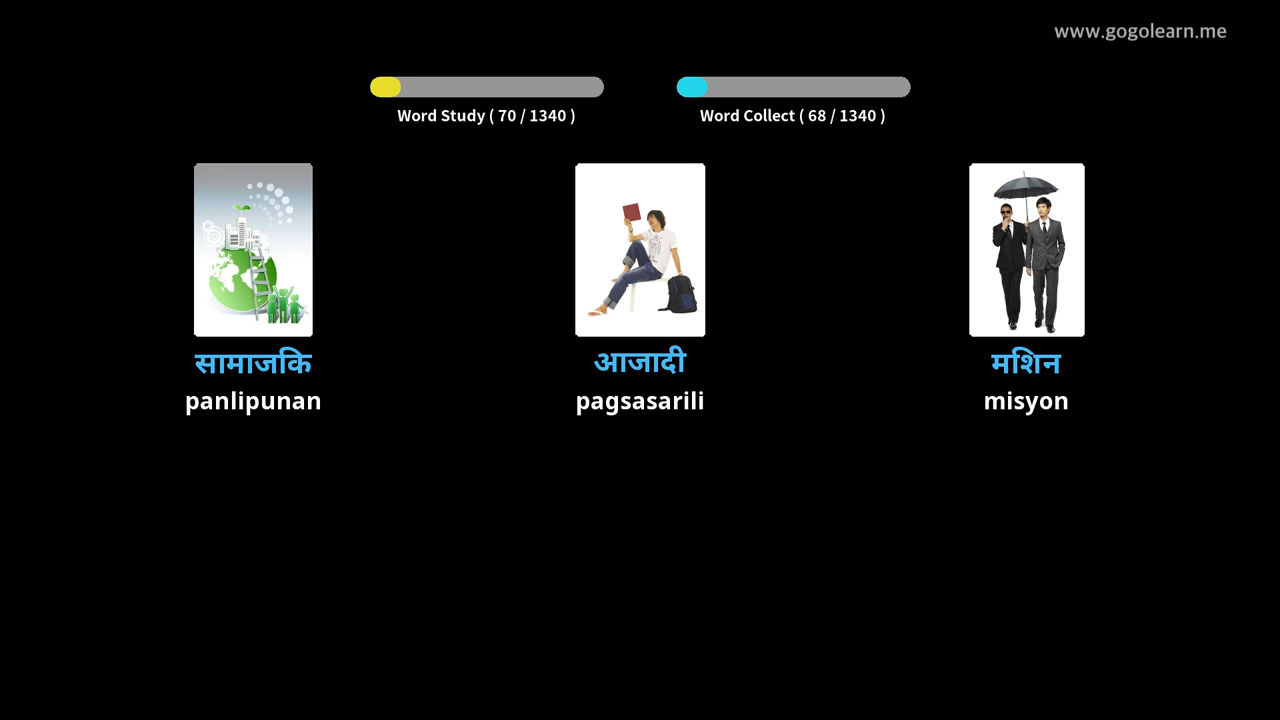 www.gogolearn.me
Word Study ( 70 / 1340 )
Word Collect ( 68 / 1340 )
सामाजकि
आजादी
मशिन
panlipunan
pagsasarili
misyon